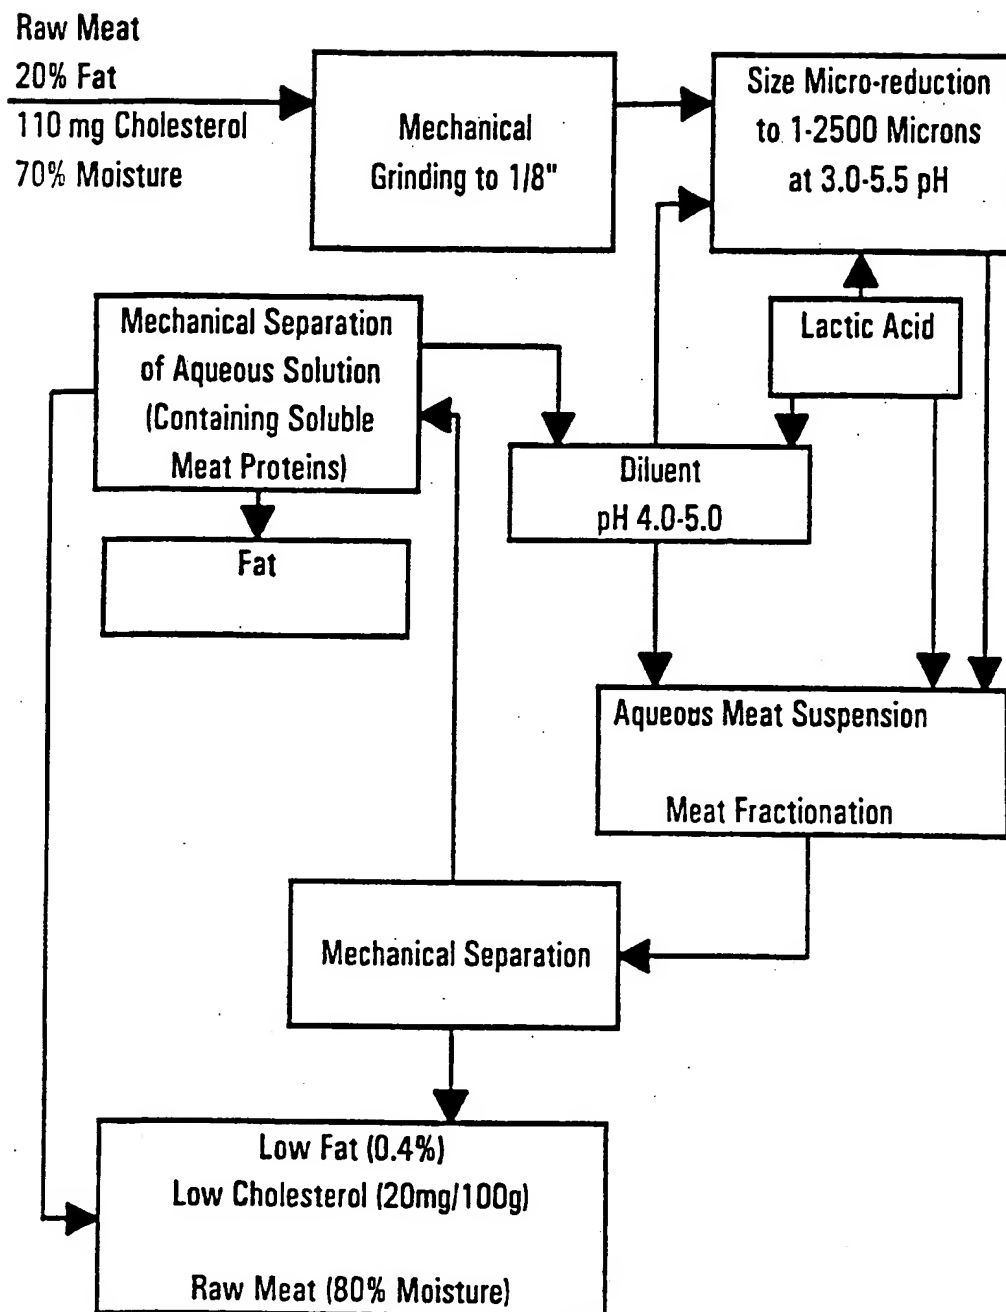 Raw Meat
20% Fat
110 mg Cholesterol
70% Moisture
Mechanical
Grinding to 1/8"
Size Micro-reduction
to 1-2500 Microns
at 3.0-5.5 pH
Mechanical Separation
of Aqueous Solution
(Containing Soluble
Meat Proteins)
Lactic Acid
Diluent
pH 4.0-5.0
Fat
Aqueous Meat Suspension
Meat Fractionation
Mechanical Separation
Low Fat (0.4%)
Low Cholesterol (20mg/100g)
Raw Meat (80% Moisture)